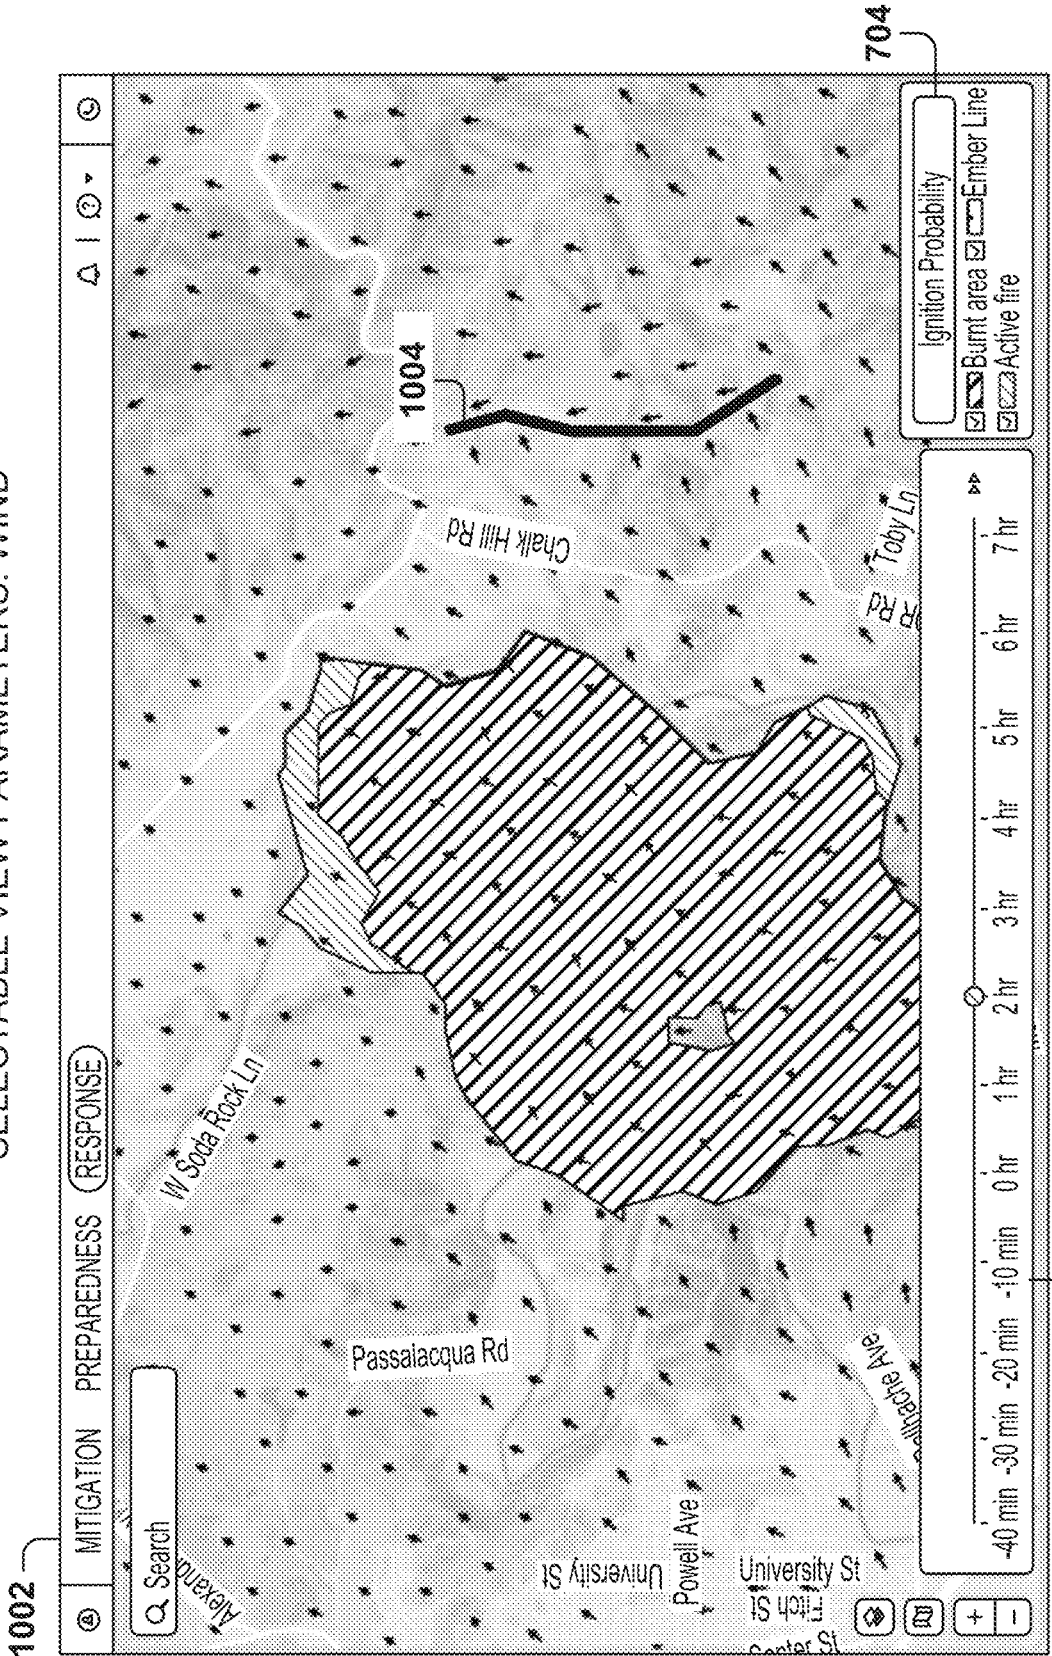 SELECTABLE VIEW PARAMETERS: WIND
1002
MITIGATION PREPAREDNESS RESPONSE
?
Search
W Soda Rock Ln
Passalacqua Rd
Chalk Hill Rd
1004
University St
Powell Ave
University St
Fitch St
Toby Ln
Rd
-40 min -30 min -20 min -10 min 0 hr 1 hr 2 hr 3 hr 4 hr 5 hr 6 hr 7 hr
+
−
Ignition Probability
Burnt area Ember Line
Active fire
704